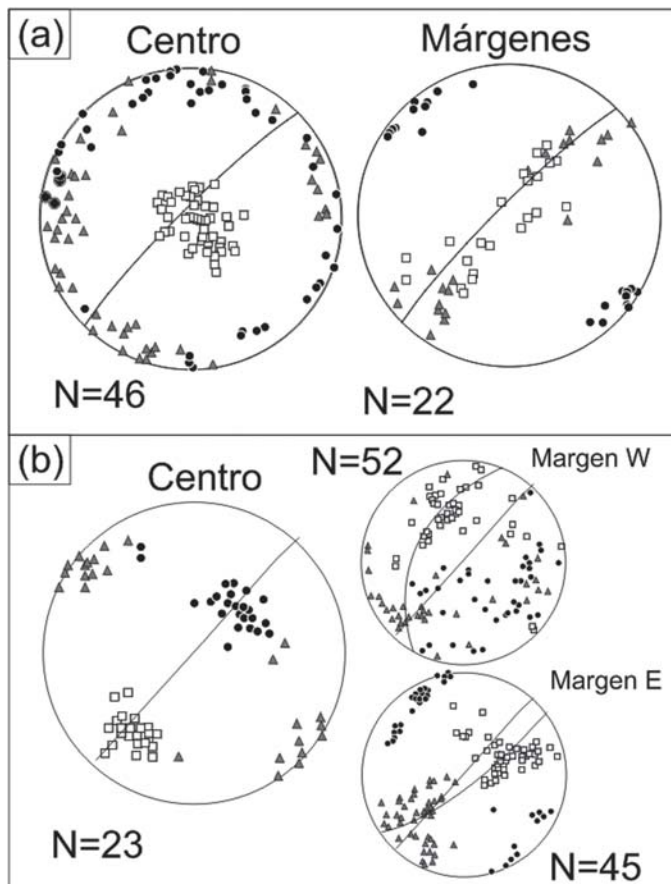 (a)
Centro
Márgenes
N=46
N=22
(b)
Centro
N=52
Margen W
Margen E
N=23
N=45